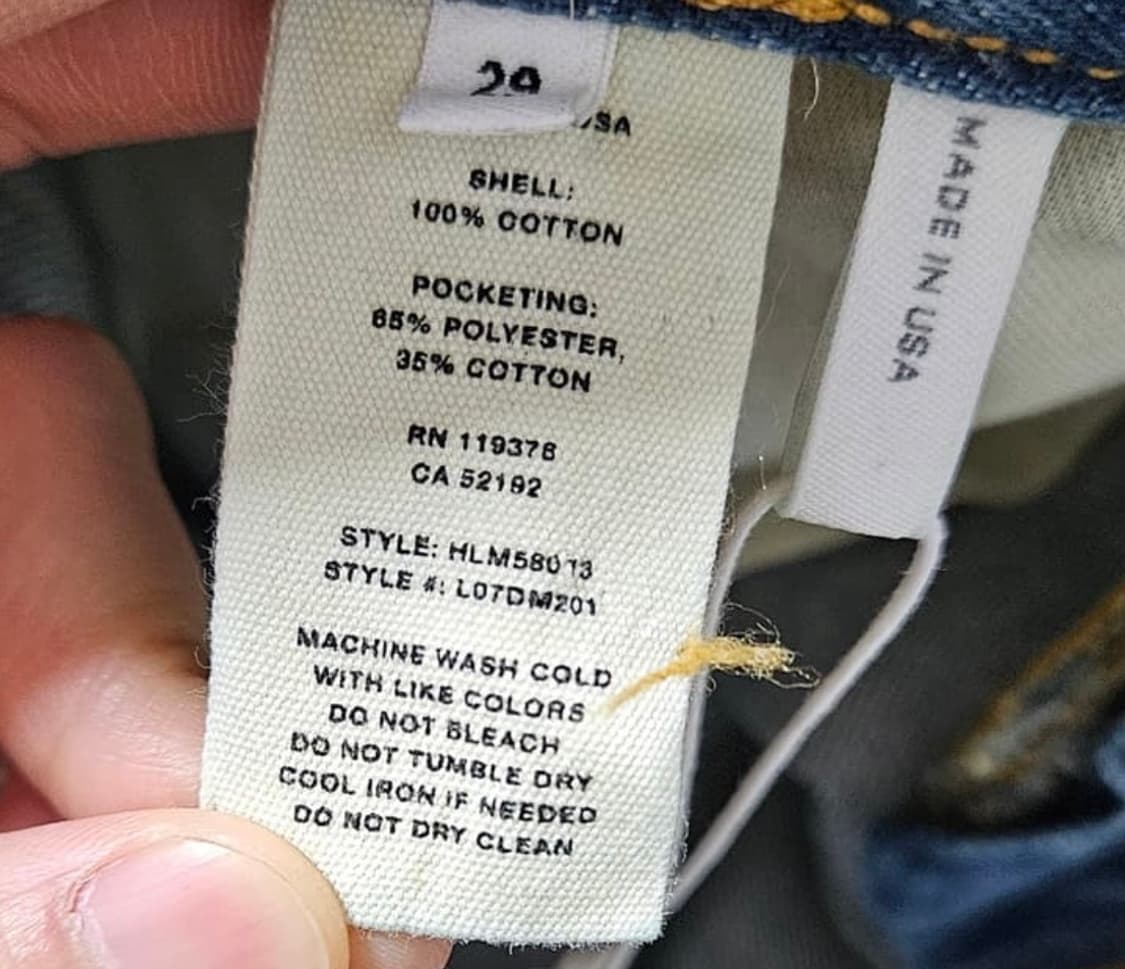 29
USA
SHELL:
100% COTTON
POCKETING:
65% POLYESTER,
35% COTTON
RN 119376
CA 52192
STYLE: HLM58013
STYLE #: L07DM201
MACHINE WASH COLD
WITH LIKE COLORS
DO NOT BLEACH
DO NOT TUMBLE DRY
COOL IRON IF NEEDED
DO NOT DRY CLEAN
MADE IN USA